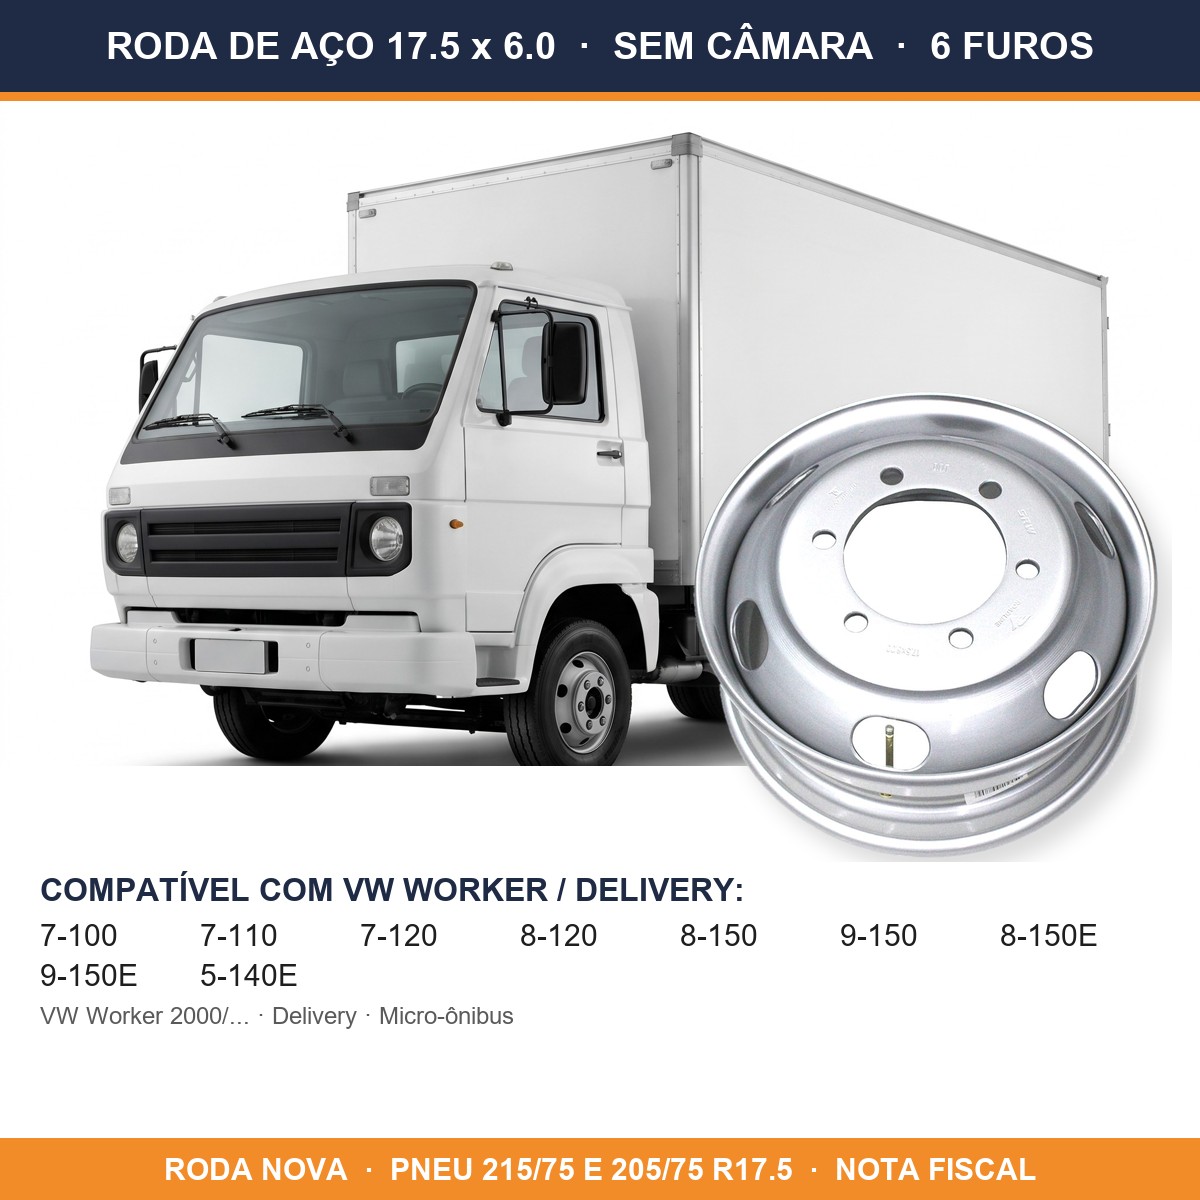 RODA DE AÇO 17.5 x 6.0 · SEM CÂMARA · 6 FUROS
COMPATÍVEL COM VW WORKER / DELIVERY:
7-100 7-110 7-120 8-120 8-150 9-150 8-150E
9-150E 5-140E
VW Worker 2000/... · Delivery · Micro-ônibus
RODA NOVA · PNEU 215/75 E 205/75 R17.5 · NOTA FISCAL